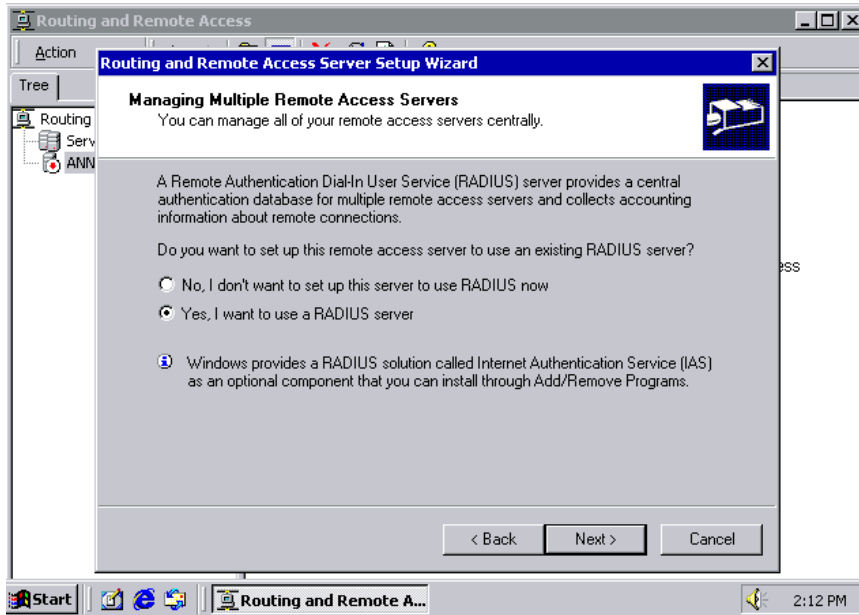 Routing and Remote Access
Action
Tree
Routing
Serv
ANN
Routing and Remote Access Server Setup Wizard
Managing Multiple Remote Access Servers
You can manage all of your remote access servers centrally.
A Remote Authentication Dial-In User Service (RADIUS) server provides a central
authentication database for multiple remote access servers and collects accounting
information about remote connections.
Do you want to set up this remote access server to use an existing RADIUS server?
No, I don't want to set up this server to use RADIUS now
Yes, I want to use a RADIUS server
Windows provides a RADIUS solution called Internet Authentication Service (IAS)
as an optional component that you can install through Add/Remove Programs.
ess
< Back
Next >
Cancel
Start
Routing and Remote A...
2:12 PM